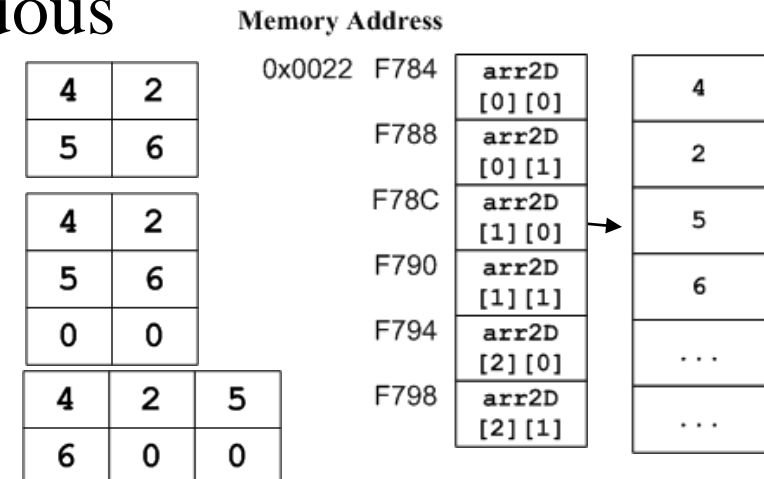 Memory Address
4 2
5 6
4 2
5 6
0 0
4 2 5
6 0 0
0x0022 F784 arr2D
[0][0] 4
F788 arr2D
[0][1] 2
F78C arr2D
[1][0] 5
F790 arr2D
[1][1] 6
F794 arr2D
[2][0] ...
F798 arr2D
[2][1] ...